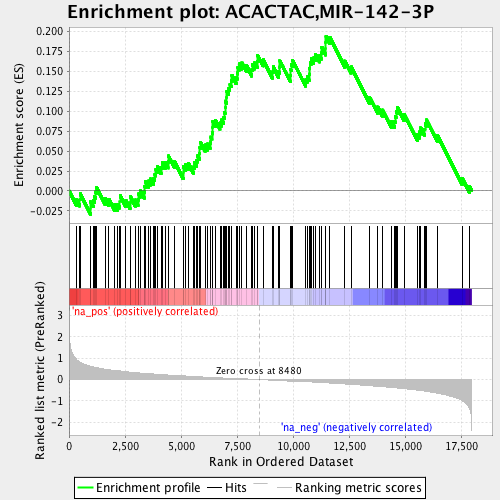 Enrichment plot: ACACTAC,MIR-142-3P
Enrichment score (ES)
0.200
0.175
0.150
0.125
0.100
0.075
0.050
0.025
0.000
-0.025
'na_pos' (positively correlated)
Ranked list metric (PreRanked)
3
2
1
0
-1
-2
Zero cross at 8480
'na_neg' (negatively correlated)
0
2,500
5,000
7,500
10,000
12,500
15,000
17,500
Rank in Ordered Dataset
Enrichment profile
Hits
Ranking metric scores